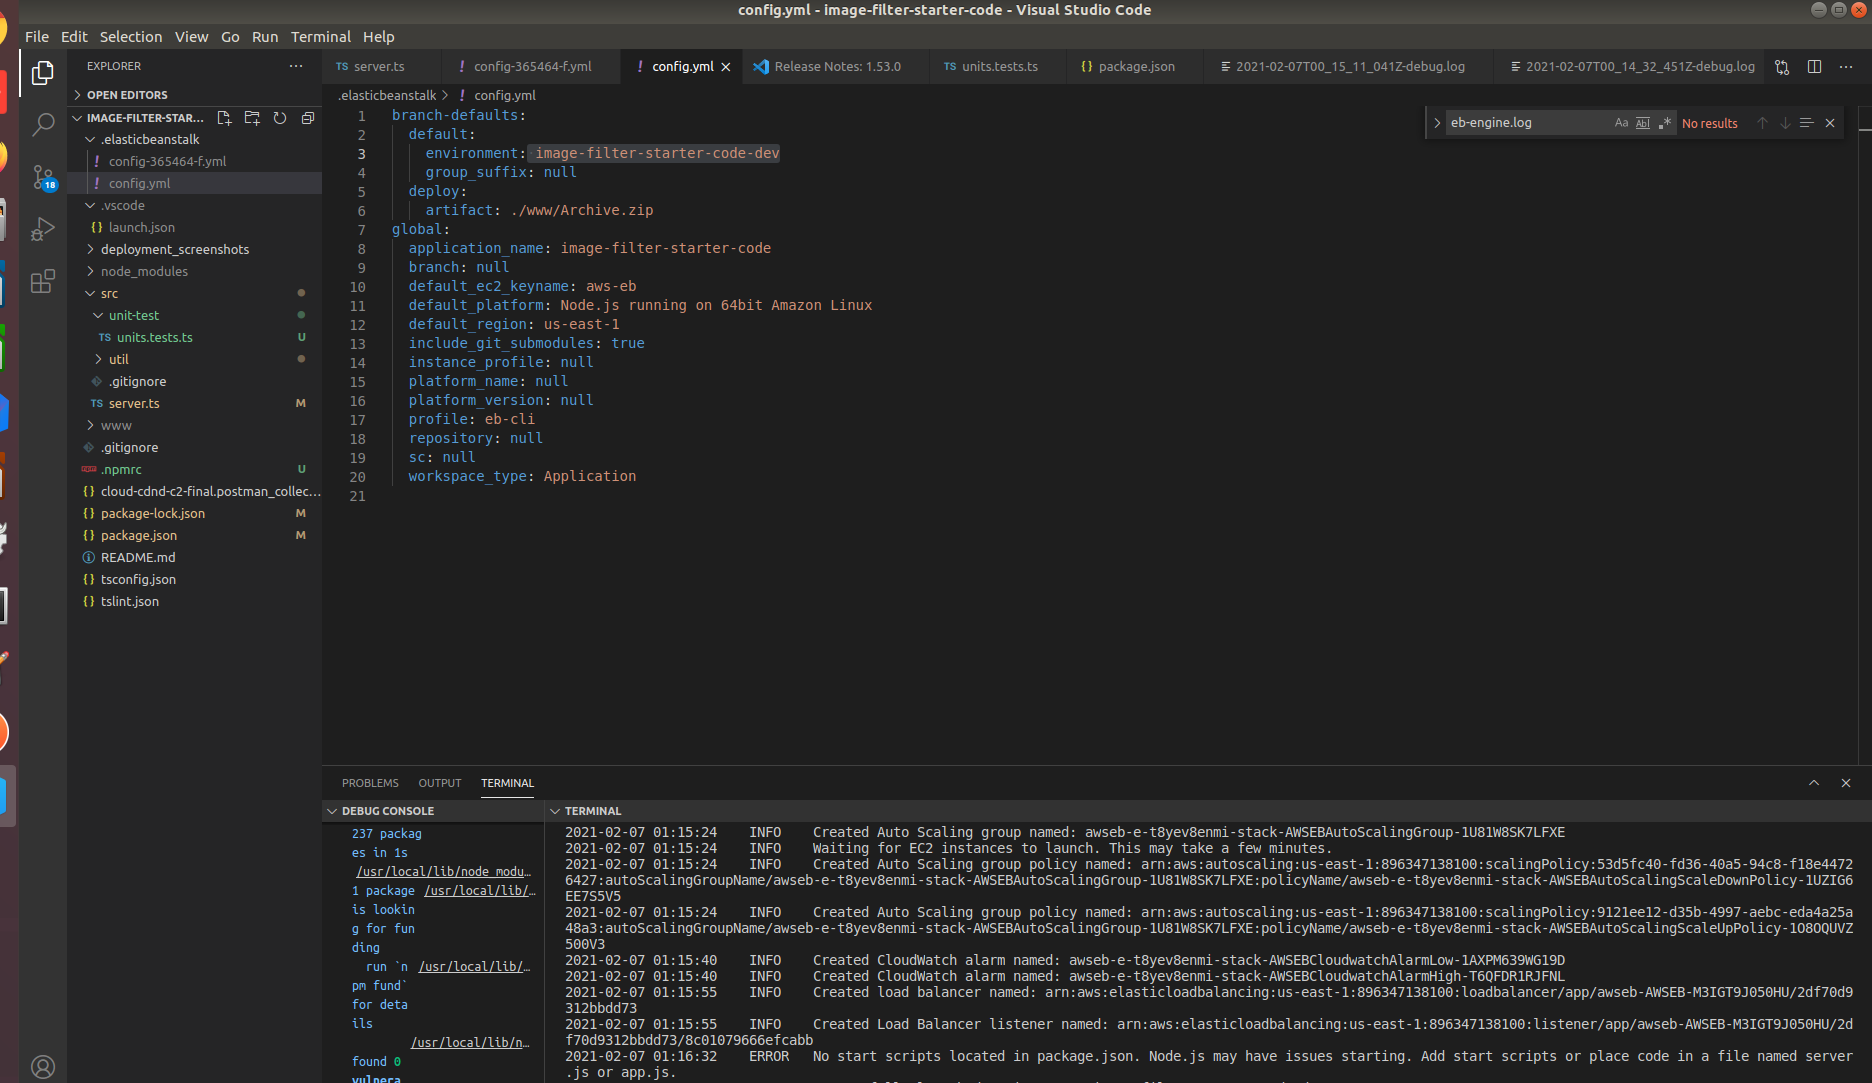 config.yml - image-filter-starter-code - Visual Studio Code
File Edit Selection View Go Run Terminal Help
EXPLORER
OPEN EDITORS
IMAGE-FILTER-STAR...
.elasticbeanstalk
config-365464-f.yml
config.yml
.vscode
launch.json
deployment_screenshots
node_modules
src
unit-test
units.tests.ts U
util
.gitignore
server.ts M
www
.gitignore
.npmrc U
cloud-cdnd-c2-final.postman_collec...
package-lock.json M
package.json M
README.md
tsconfig.json
tslint.json
18
TS server.ts ! config-365464-f.yml ! config.yml Release Notes: 1.53.0 TS units.tests.ts {} package.json 2021-02-07T00_15_11_041Z-debug.log 2021-02-07T00_14_32_451Z-debug.log
.elasticbeanstalk > ! config.yml
eb-engine.log Aa Abl .* No results
1 branch-defaults:
2 default:
3 environment: image-filter-starter-code-dev
4 group_suffix: null
5 deploy:
6 artifact: ./www/Archive.zip
7 global:
8 application_name: image-filter-starter-code
9 branch: null
10 default_ec2_keyname: aws-eb
11 default_platform: Node.js running on 64bit Amazon Linux
12 default_region: us-east-1
13 include_git_submodules: true
14 instance_profile: null
15 platform_name: null
16 platform_version: null
17 profile: eb-cli
18 repository: null
19 sc: null
20 workspace_type: Application
21
PROBLEMS OUTPUT TERMINAL
DEBUG CONSOLE
237 packag
es in 1s
/usr/local/lib/node_modu...
1 package /usr/local/lib/...
is lookin
g for fun
ding
run `n /usr/local/lib/...
pm fund`
for deta
ils
/usr/local/lib/n...
found 0
vulnera
TERMINAL
2021-02-07 01:15:24 INFO Created Auto Scaling group named: awseb-e-t8yev8enmi-stack-AWSEBAutoScalingGroup-1U81W8SK7LFXE
2021-02-07 01:15:24 INFO Waiting for EC2 instances to launch. This may take a few minutes.
2021-02-07 01:15:24 INFO Created Auto Scaling group policy named: arn:aws:autoscaling:us-east-1:896347138100:scalingPolicy:53d5fc40-fd36-40a5-94c8-f18e4472
6427:autoScalingGroupName/awseb-e-t8yev8enmi-stack-AWSEBAutoScalingGroup-1U81W8SK7LFXE:policyName/awseb-e-t8yev8enmi-stack-AWSEBAutoScalingScaleDownPolicy-1UZIG6
EE7S5V5
2021-02-07 01:15:24 INFO Created Auto Scaling group policy named: arn:aws:autoscaling:us-east-1:896347138100:scalingPolicy:9121ee12-d35b-4997-aebc-eda4a25a
48a3:autoScalingGroupName/awseb-e-t8yev8enmi-stack-AWSEBAutoScalingGroup-1U81W8SK7LFXE:policyName/awseb-e-t8yev8enmi-stack-AWSEBAutoScalingScaleUpPolicy-1O8OQUVZ
500V3
2021-02-07 01:15:40 INFO Created CloudWatch alarm named: awseb-e-t8yev8enmi-stack-AWSEBCloudwatchAlarmLow-1AXPM639WG19D
2021-02-07 01:15:40 INFO Created CloudWatch alarm named: awseb-e-t8yev8enmi-stack-AWSEBCloudwatchAlarmHigh-T6QFDR1RJFNL
2021-02-07 01:15:55 INFO Created load balancer named: arn:aws:elasticloadbalancing:us-east-1:896347138100:loadbalancer/app/awseb-AWSEB-M3IGT9J050HU/2df70d9
312bbdd73
2021-02-07 01:15:55 INFO Created Load Balancer listener named: arn:aws:elasticloadbalancing:us-east-1:896347138100:listener/app/awseb-AWSEB-M3IGT9J050HU/2d
f70d9312bbdd73/8c01079666efcabb
2021-02-07 01:16:32 ERROR No start scripts located in package.json. Node.js may have issues starting. Add start scripts or place code in a file named server
.js or app.js.